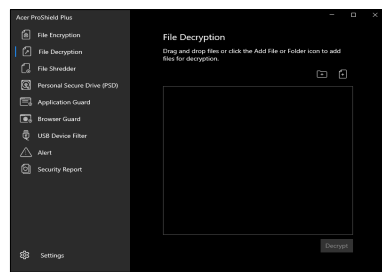 Acer ProShield Plus
File Encryption
File Decryption
File Shredder
Personal Secure Drive (PSD)
Application Guard
Browser Guard
USB Device Filter
Alert
Security Report
Settings
File Decryption
Drag and drop files or click the Add File or Folder icon to add
files for decryption.
Decrypt